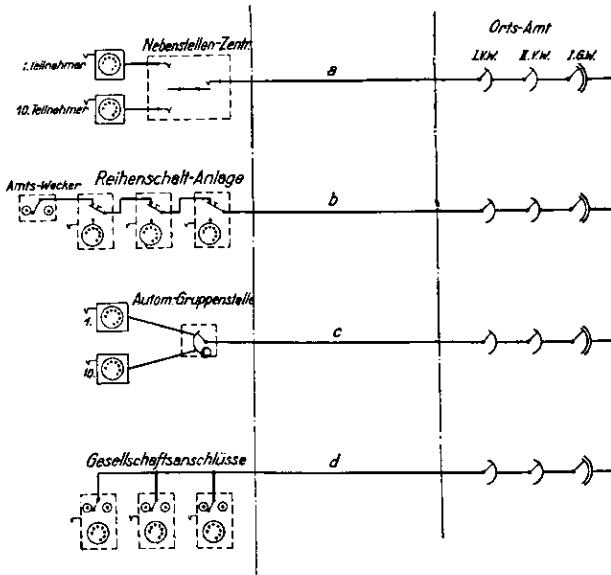 Orts-Amt
Nebenstellen-Zentr.
I.V.W. II.V.W. I.G.W.
1. Teilnehmer
a
10. Teilnehmer
Amts-Wecker
Reihenschalt-Anlage
b
Autom. Gruppenstelle
1.
c
10.
Gesellschaftsanschlüsse
d